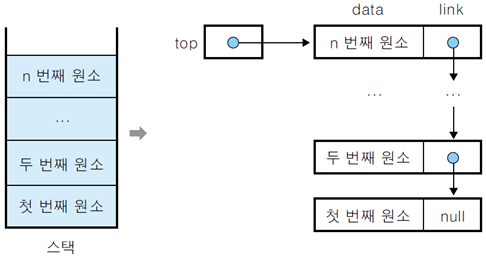 n 번째 원소
...
두 번째 원소
첫 번째 원소
스택
data link
top
n 번째 원소
... ...
두 번째 원소
첫 번째 원소 null